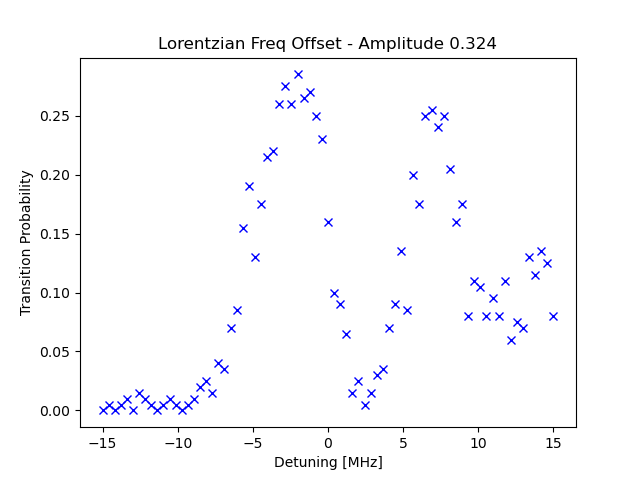 Lorentzian Freq Offset - Amplitude 0.324
Transition Probability
0.25
0.20
0.15
0.10
0.05
0.00
−15 −10 −5 0 5 10 15
Detuning [MHz]